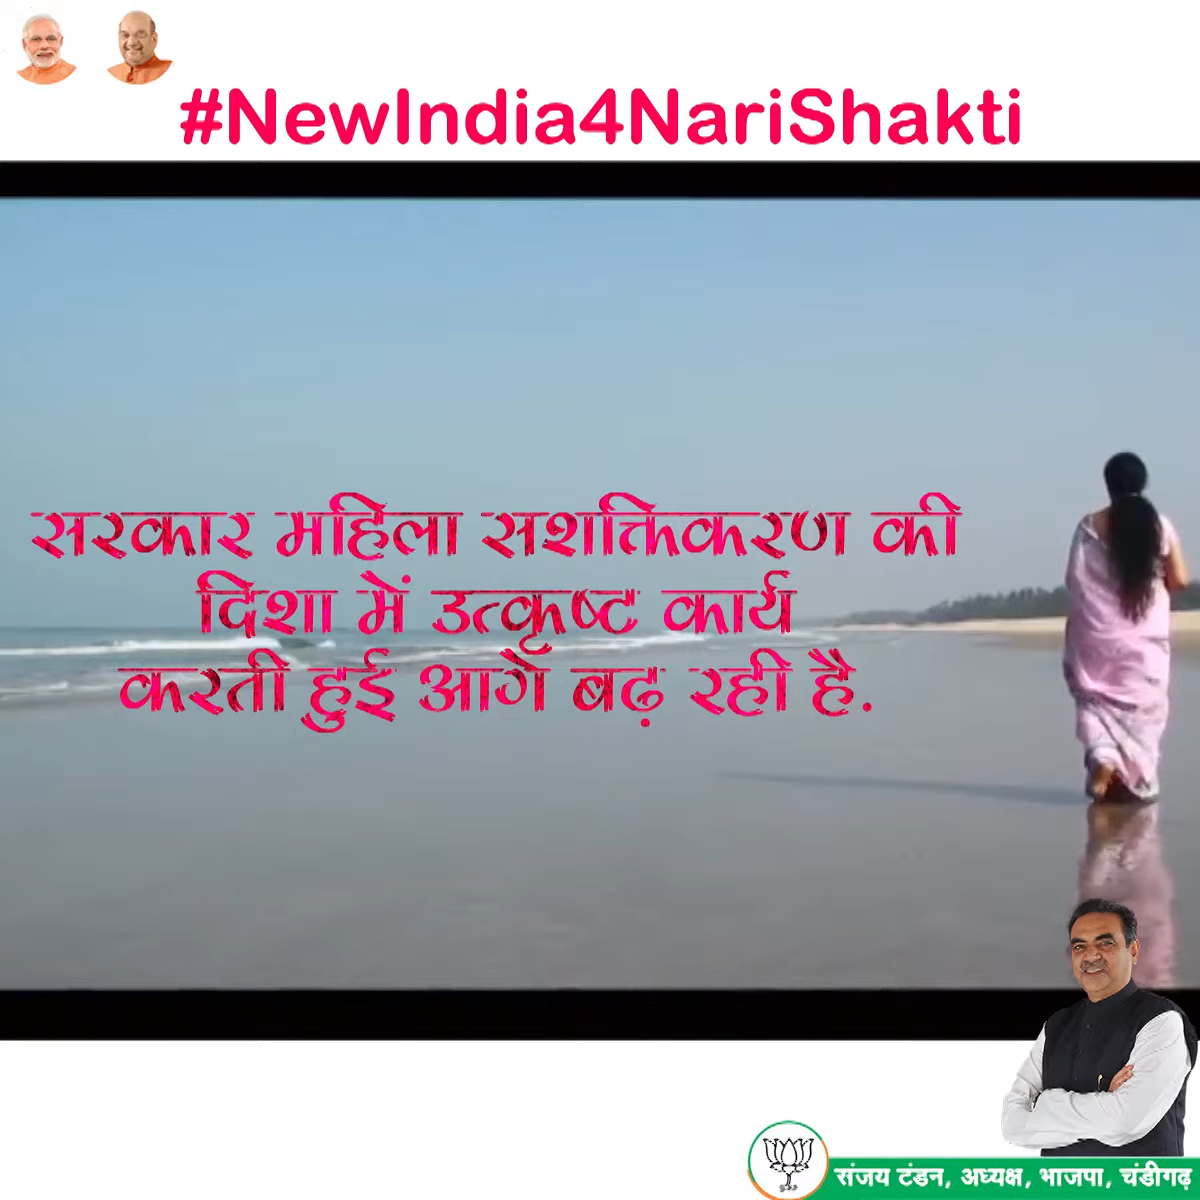 #NewIndia4NariShakti
सरकार महिला सशक्तिकरण की
दिशा में उत्कृष्ट कार्य
करती हुई आगे बढ़ रही है.
संजय टंडन, अध्यक्ष, भाजपा, चंडीगढ़